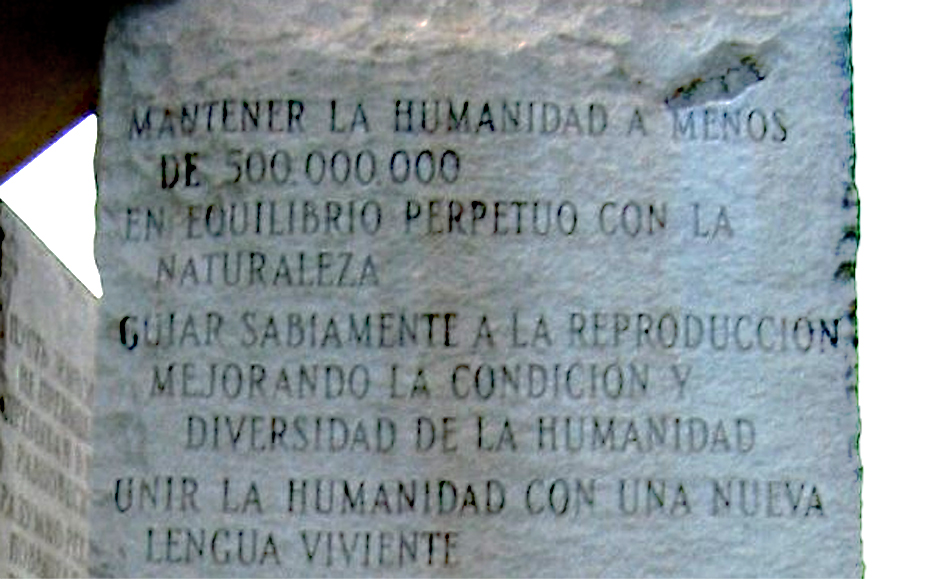 MANTENER LA HUMANIDAD A MENOS
DE 500.000.000
EN EQUILIBRIO PERPETUO CON LA
NATURALEZA
GUIAR SABIAMENTE A LA REPRODUCCION
MEJORANDO LA CONDICION Y
DIVERSIDAD DE LA HUMANIDAD
UNIR LA HUMANIDAD CON UNA NUEVA
LENGUA VIVIENTE